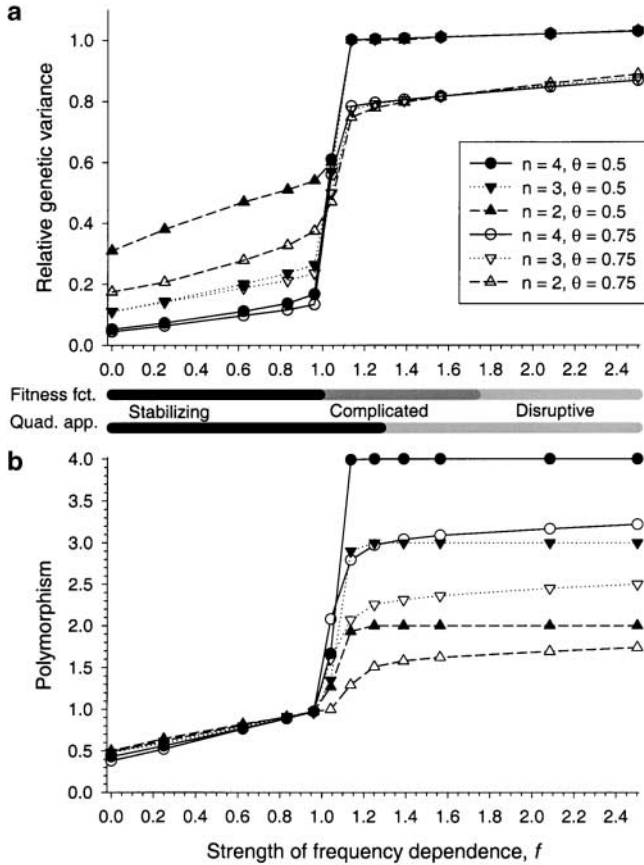 a
Relative genetic variance
1.0
0.8
0.6
0.4
0.2
0.0
n = 4, θ = 0.5
n = 3, θ = 0.5
n = 2, θ = 0.5
n = 4, θ = 0.75
n = 3, θ = 0.75
n = 2, θ = 0.75
0.0 0.2 0.4 0.6 0.8 1.0 1.2 1.4 1.6 1.8 2.0 2.2 2.4
Fitness fct.
Stabilizing Complicated Disruptive
Quad. app.
b
Polymorphism
4.0
3.5
3.0
2.5
2.0
1.5
1.0
0.5
0.0
0.0 0.2 0.4 0.6 0.8 1.0 1.2 1.4 1.6 1.8 2.0 2.2 2.4
Strength of frequency dependence, f